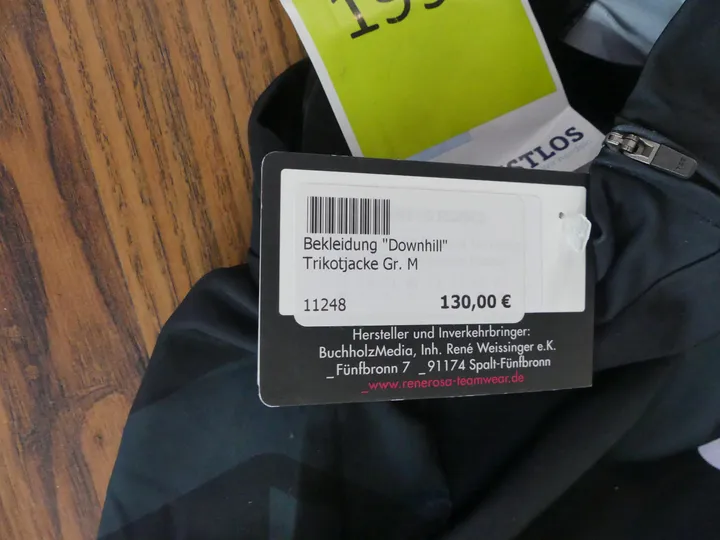 Bekleidung "Downhill"
Trikotjacke Gr. M
11248 130,00 €
Hersteller und Inverkehrbringer:
BuchholzMedia, Inh. René Weissinger e.K.
_Fünfbronn 7 _91174 Spalt-Fünfbronn
_www.renerosa-teamwear.de